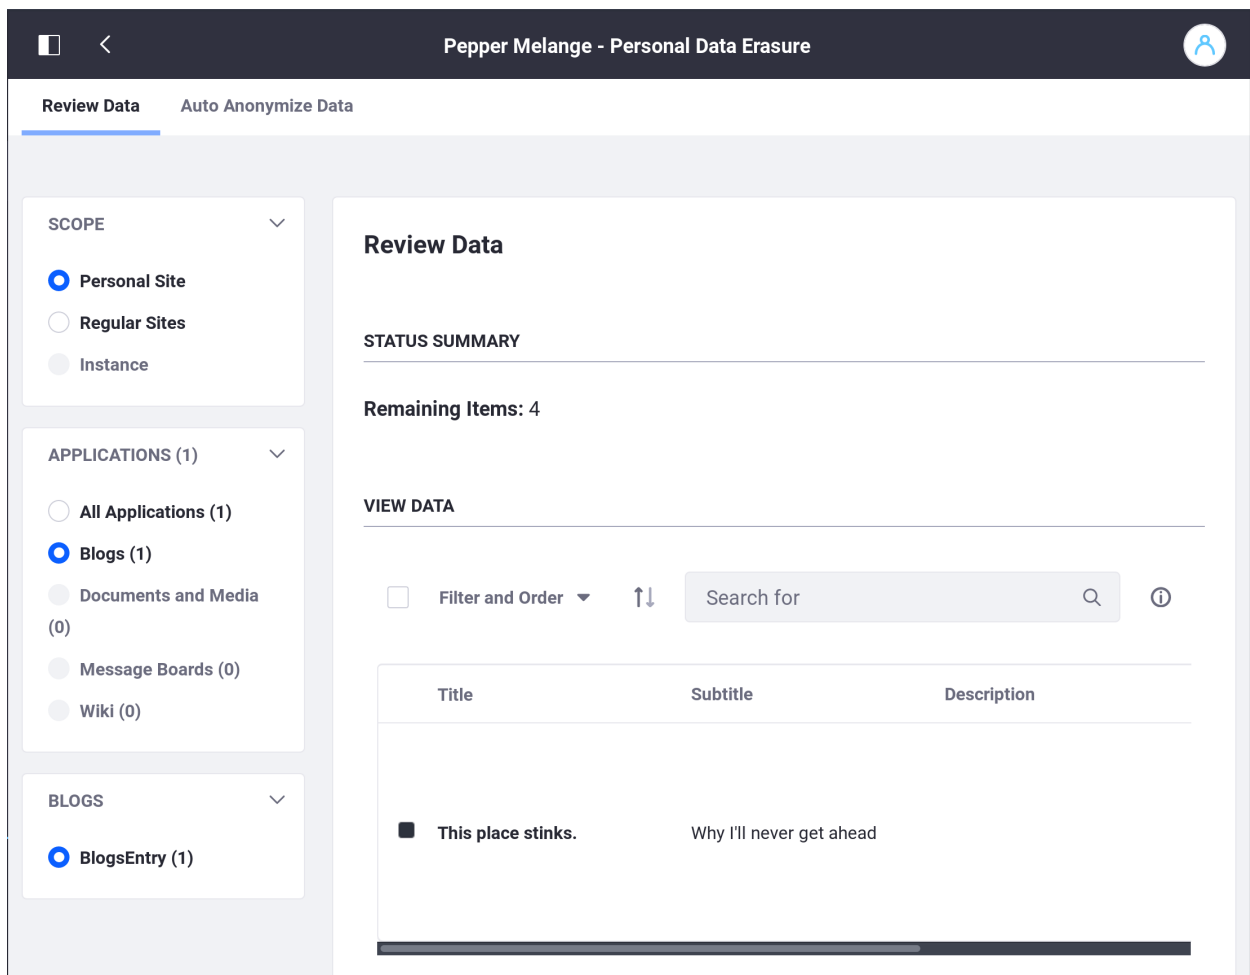 Pepper Melange - Personal Data Erasure
Review Data
Auto Anonymize Data
SCOPE
Personal Site
Regular Sites
Instance
APPLICATIONS (1)
All Applications (1)
Blogs (1)
Documents and Media
(0)
Message Boards (0)
Wiki (0)
BLOGS
BlogsEntry (1)
Review Data
STATUS SUMMARY
Remaining Items: 4
VIEW DATA
Filter and Order
Search for
Title Subtitle Description
This place stinks. Why I'll never get ahead